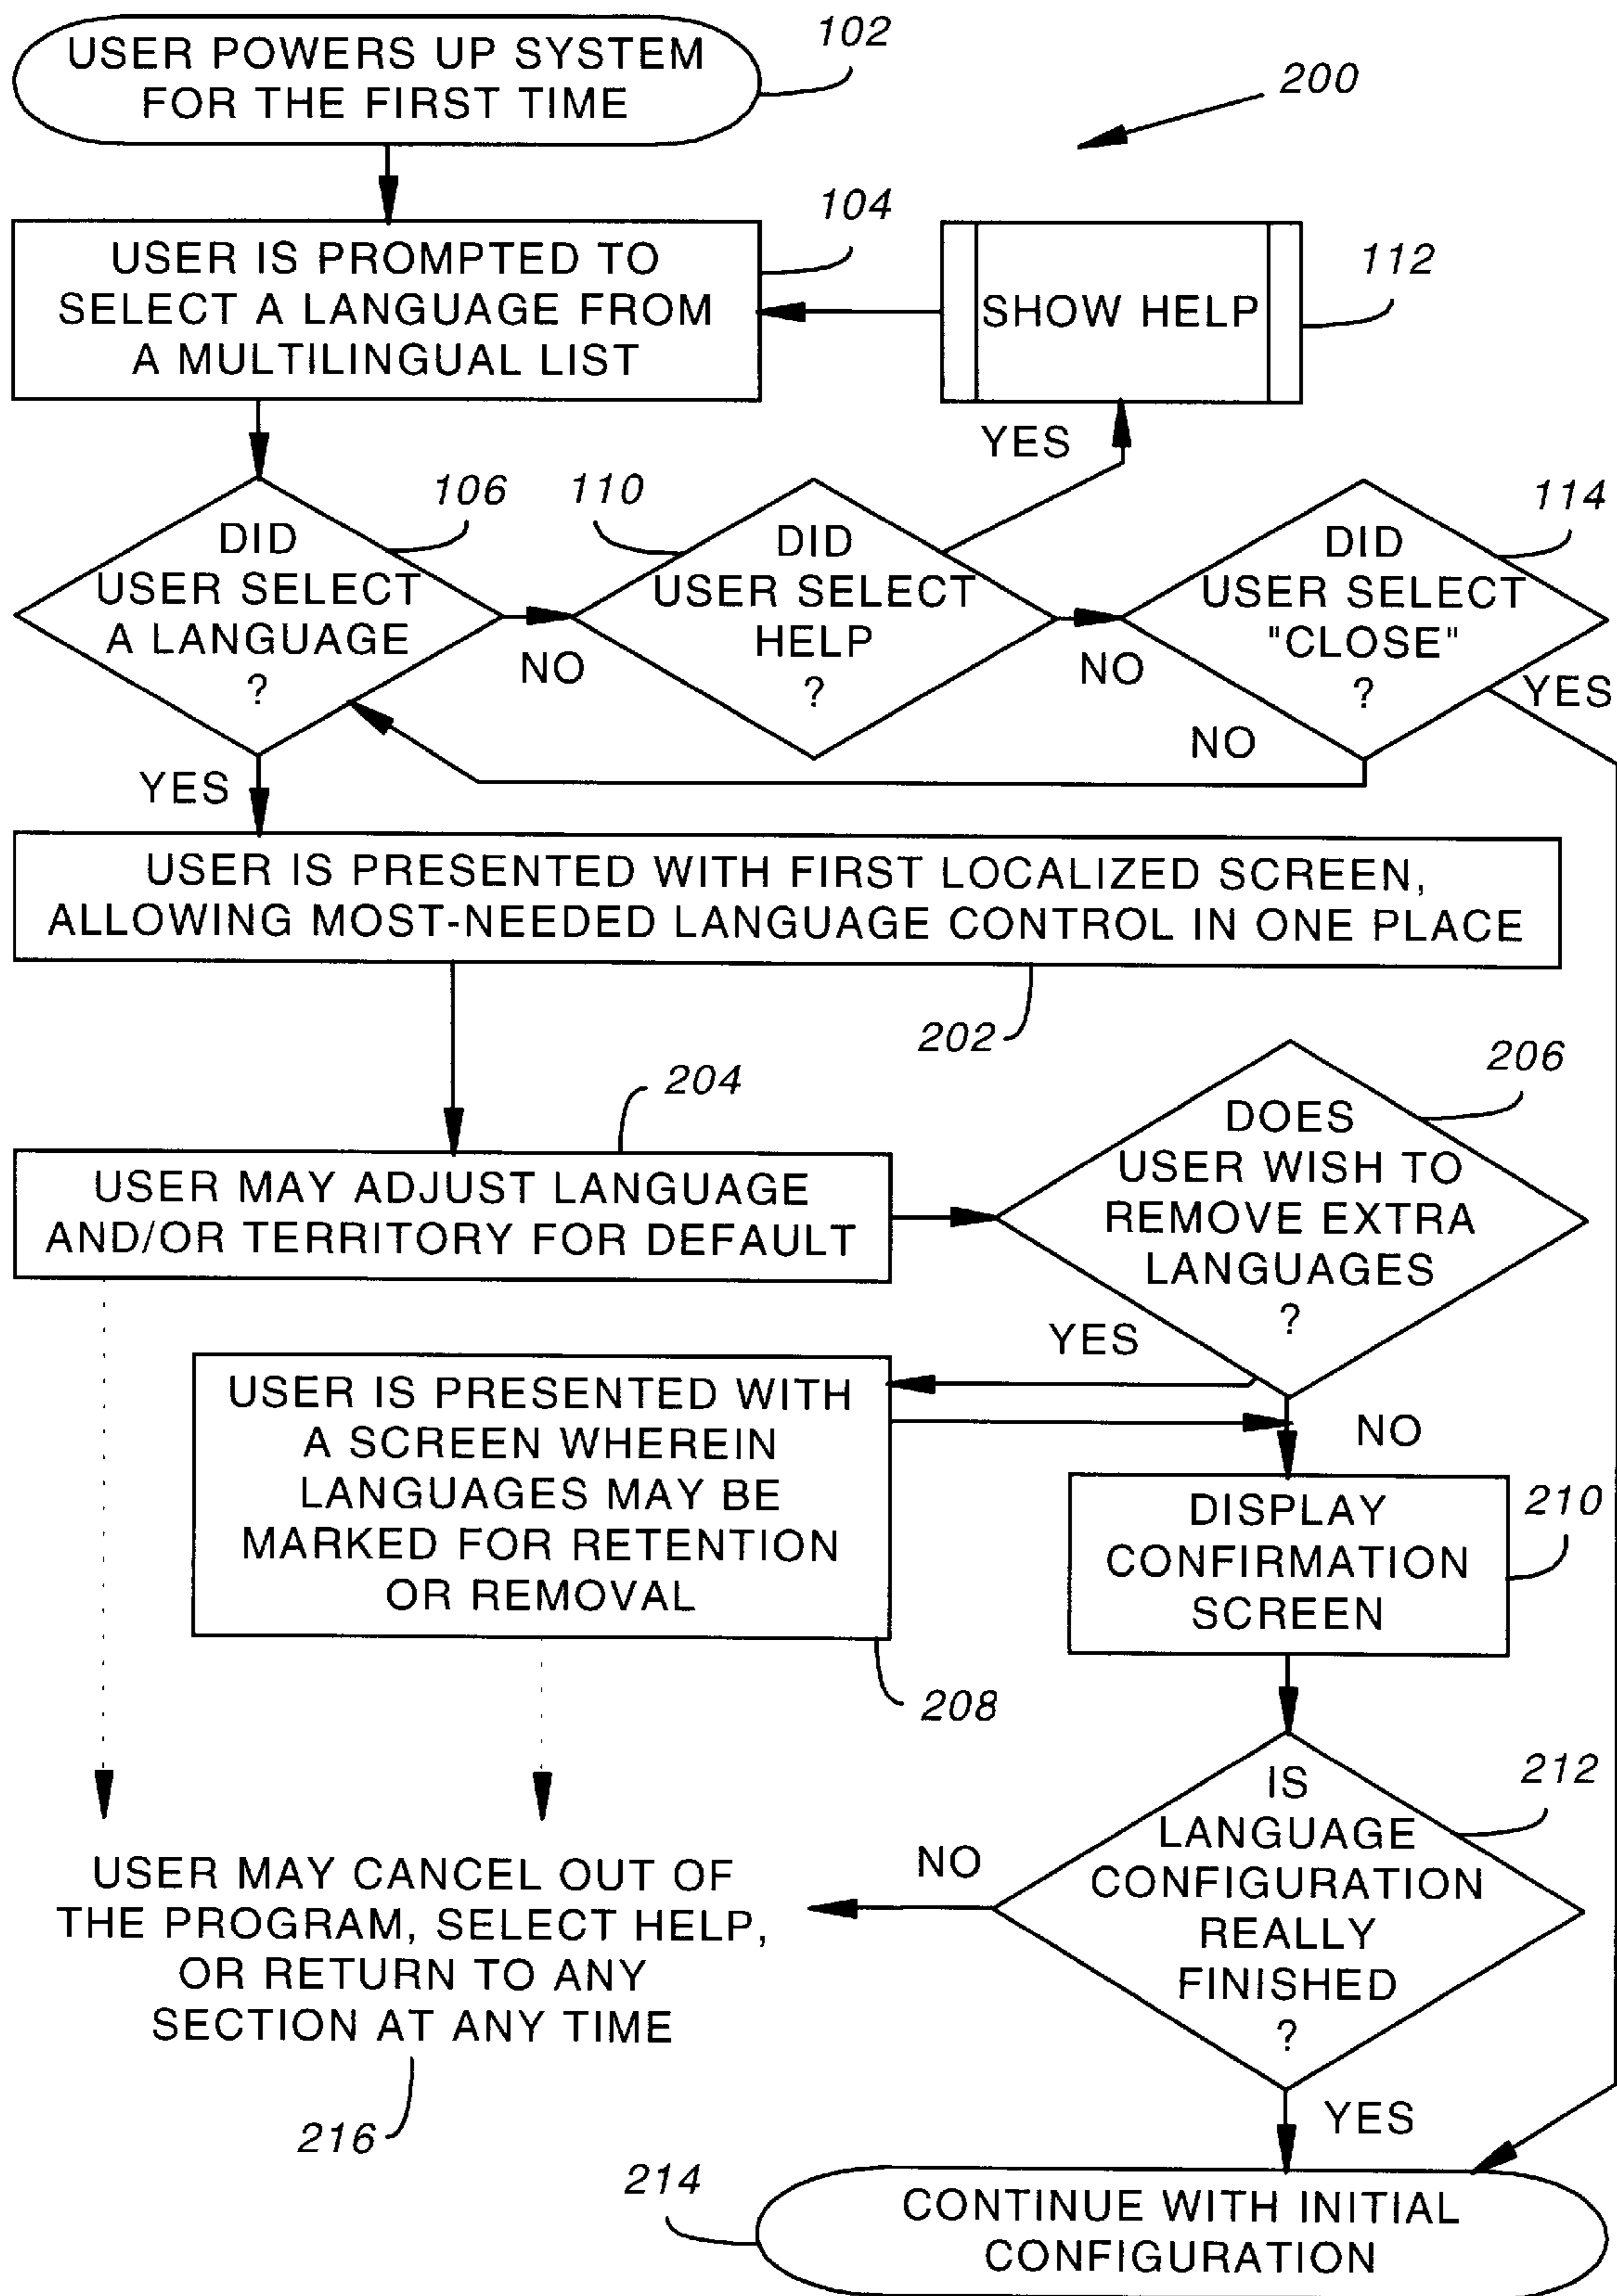 USER POWERS UP SYSTEM
FOR THE FIRST TIME
102
200
USER IS PROMPTED TO
SELECT A LANGUAGE FROM
A MULTILINGUAL LIST
104
SHOW HELP
112
YES
DID
USER SELECT
A LANGUAGE
?
106
NO
110
DID
USER SELECT
HELP
?
NO
DID
USER SELECT
"CLOSE"
?
114
YES
NO
YES
USER IS PRESENTED WITH FIRST LOCALIZED SCREEN,
ALLOWING MOST-NEEDED LANGUAGE CONTROL IN ONE PLACE
202
204
USER MAY ADJUST LANGUAGE
AND/OR TERRITORY FOR DEFAULT
206
DOES
USER WISH TO
REMOVE EXTRA
LANGUAGES
?
YES
NO
USER IS PRESENTED WITH
A SCREEN WHEREIN
LANGUAGES MAY BE
MARKED FOR RETENTION
OR REMOVAL
208
DISPLAY
CONFIRMATION
SCREEN
210
IS
LANGUAGE
CONFIGURATION
REALLY
FINISHED
?
212
NO
USER MAY CANCEL OUT OF
THE PROGRAM, SELECT HELP,
OR RETURN TO ANY
SECTION AT ANY TIME
216
YES
214
CONTINUE WITH INITIAL
CONFIGURATION